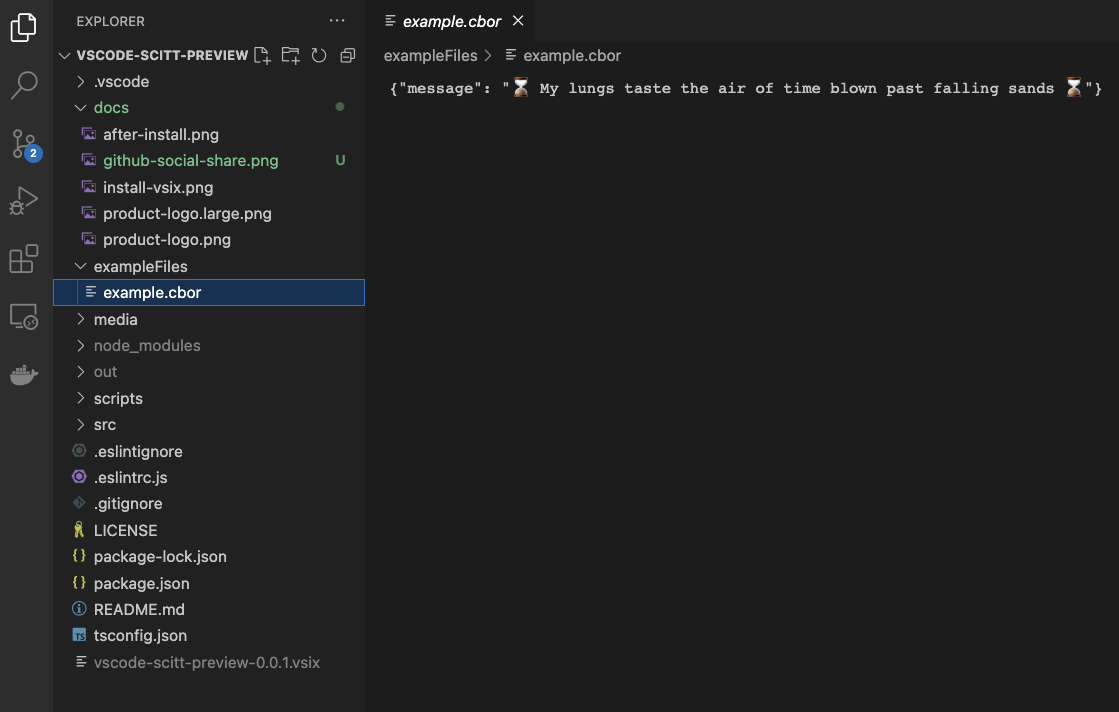 EXPLORER
VSCODE-SCITT-PREVIEW
.vscode
docs
after-install.png
github-social-share.png U
install-vsix.png
product-logo.large.png
product-logo.png
exampleFiles
example.cbor
media
node_modules
out
scripts
src
.eslintignore
.eslintrc.js
.gitignore
LICENSE
package-lock.json
package.json
README.md
TS tsconfig.json
vscode-scitt-preview-0.0.1.vsix
2
example.cbor
exampleFiles > example.cbor
{"message": "⏳ My lungs taste the air of time blown past falling sands ⏳"}